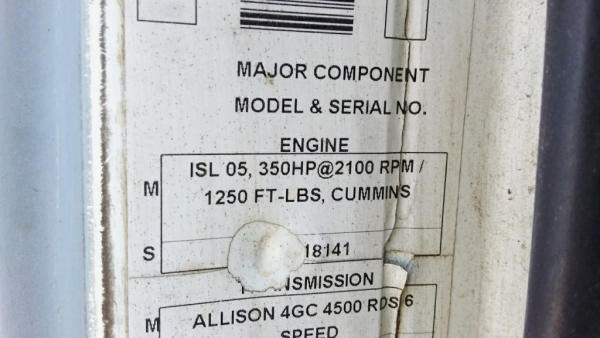 MAJOR COMPONENT
MODEL & SERIAL NO.
ENGINE
M ISL 05, 350HP@2100 RPM /
1250 FT-LBS, CUMMINS
S 18141
NSMISSION
M ALLISON 4GC 4500 RDS 6
SPEED